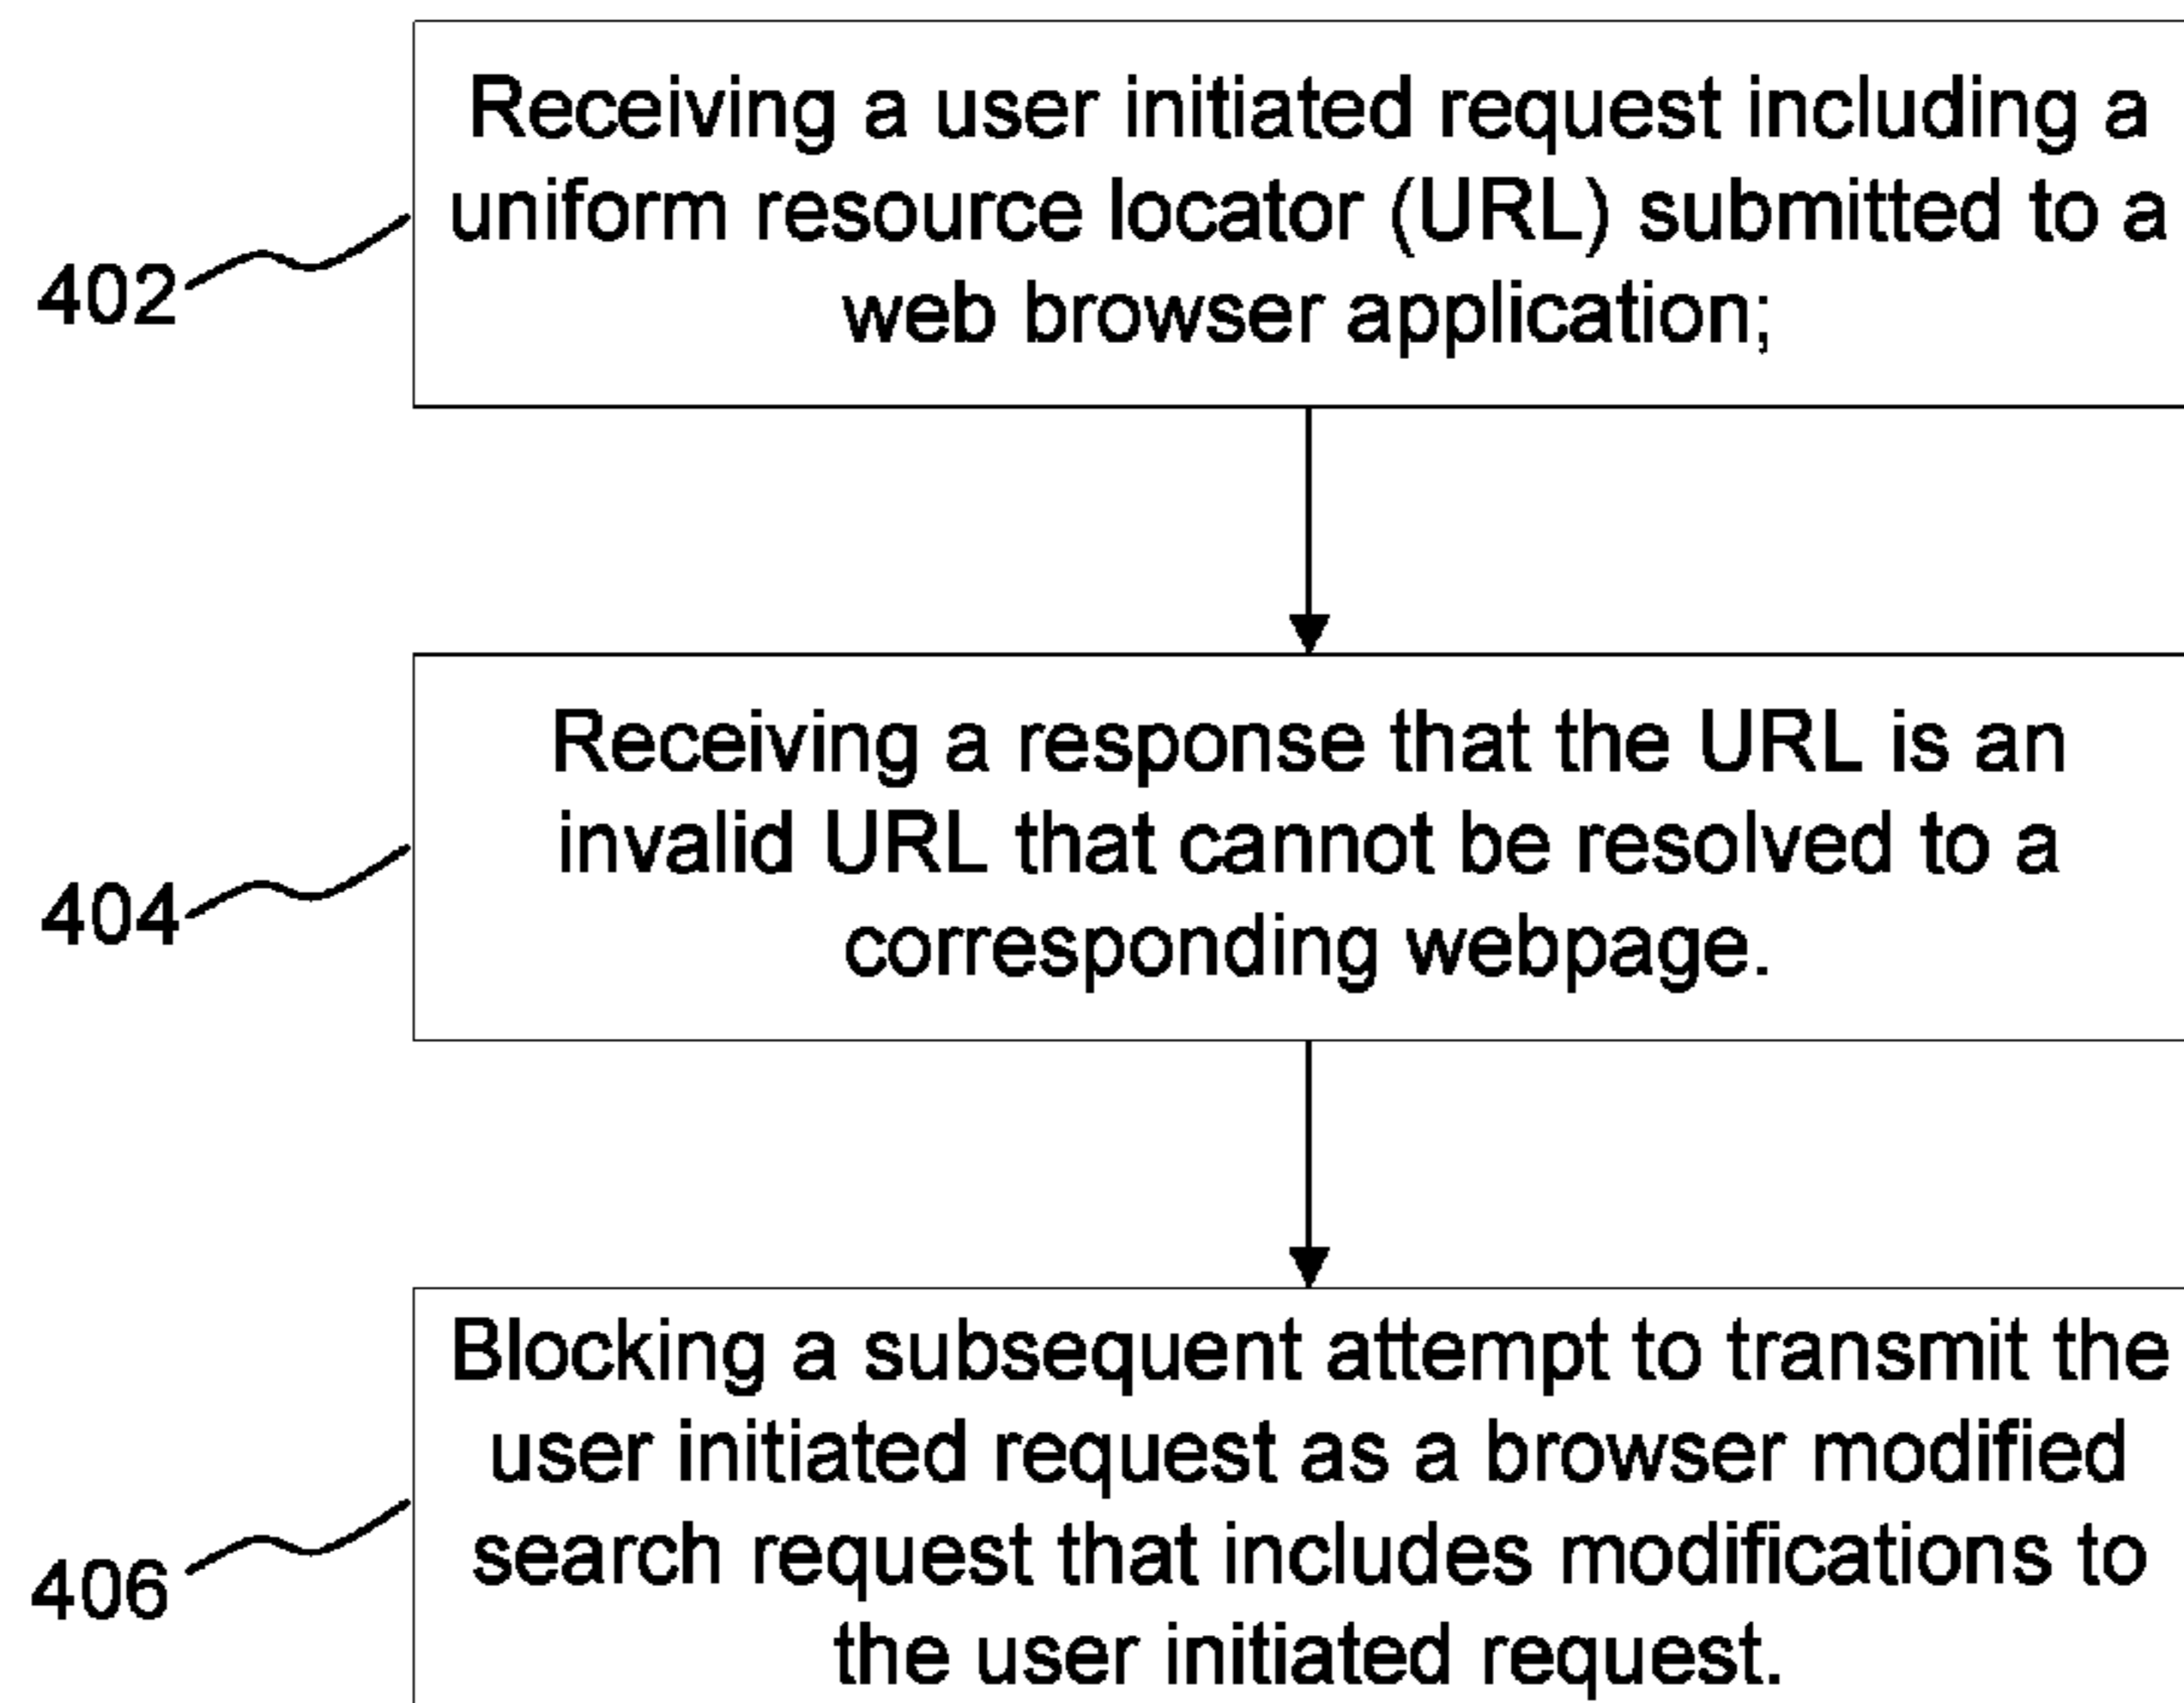 Receiving a user initiated request including a
uniform resource locator (URL) submitted to a
web browser application;
402
Receiving a response that the URL is an
invalid URL that cannot be resolved to a
corresponding webpage.
404
Blocking a subsequent attempt to transmit the
user initiated request as a browser modified
search request that includes modifications to
the user initiated request.
406